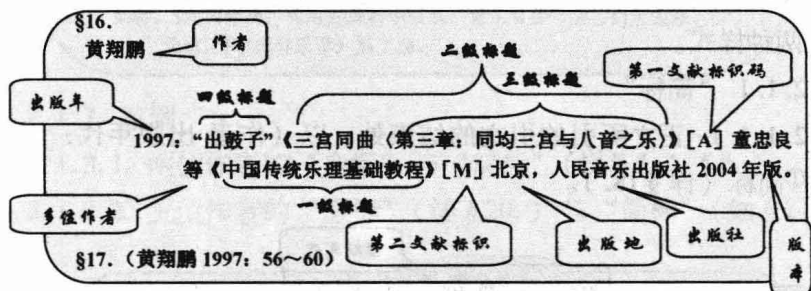 §16.
黄翔鹏
作者
二级标题
三级标题
第一文献标识码
出版年
四级标题
1997：“出鼓子”《三宫同曲〈第三章：同均三宫与八音之乐〉》［A］童忠良
等《中国传统乐理基础教程》［M］北京，人民音乐出版社 2004 年版。
多位作者
一级标题
第二文献标识
出版地
出版社
版本
§17.（黄翔鹏 1997：56～60）